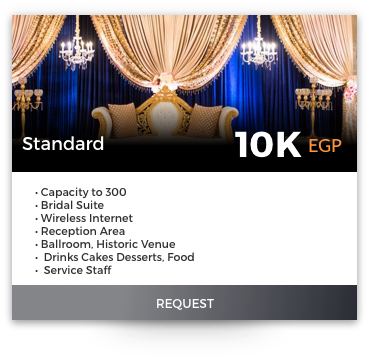 Standard 10K EGP
• Capacity to 300
• Bridal Suite
• Wireless Internet
• Reception Area
• Ballroom, Historic Venue
• Drinks Cakes Desserts, Food
• Service Staff
REQUEST